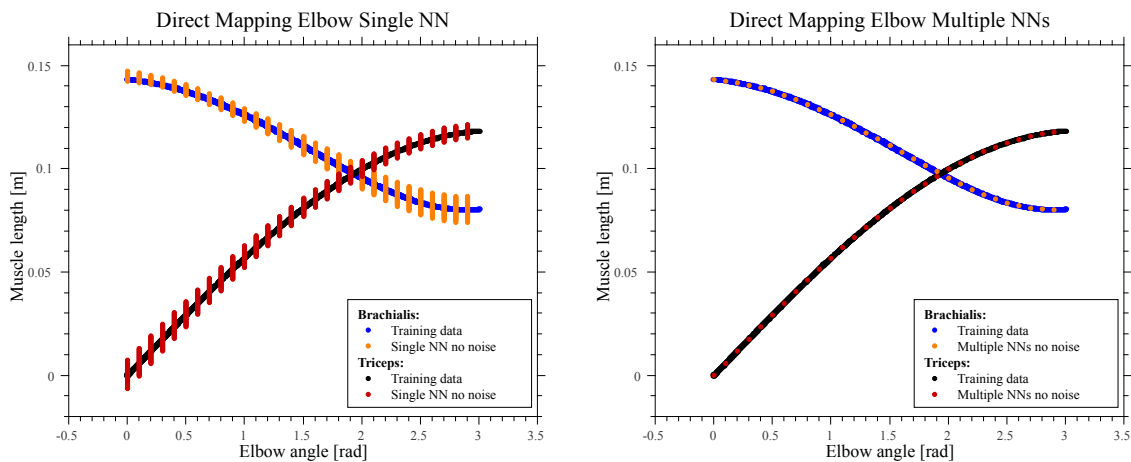 Direct Mapping Elbow Single NN
0.15
0.1
0.05
0
Muscle length [m]
-0.5 0 0.5 1 1.5 2 2.5 3 3.5
Elbow angle [rad]
Brachialis:
Training data
Single NN no noise
Triceps:
Training data
Single NN no noise
Direct Mapping Elbow Multiple NNs
0.15
0.1
0.05
0
Muscle length [m]
-0.5 0 0.5 1 1.5 2 2.5 3 3.5
Elbow angle [rad]
Brachialis:
Training data
Multiple NNs no noise
Triceps:
Training data
Multiple NNs no noise